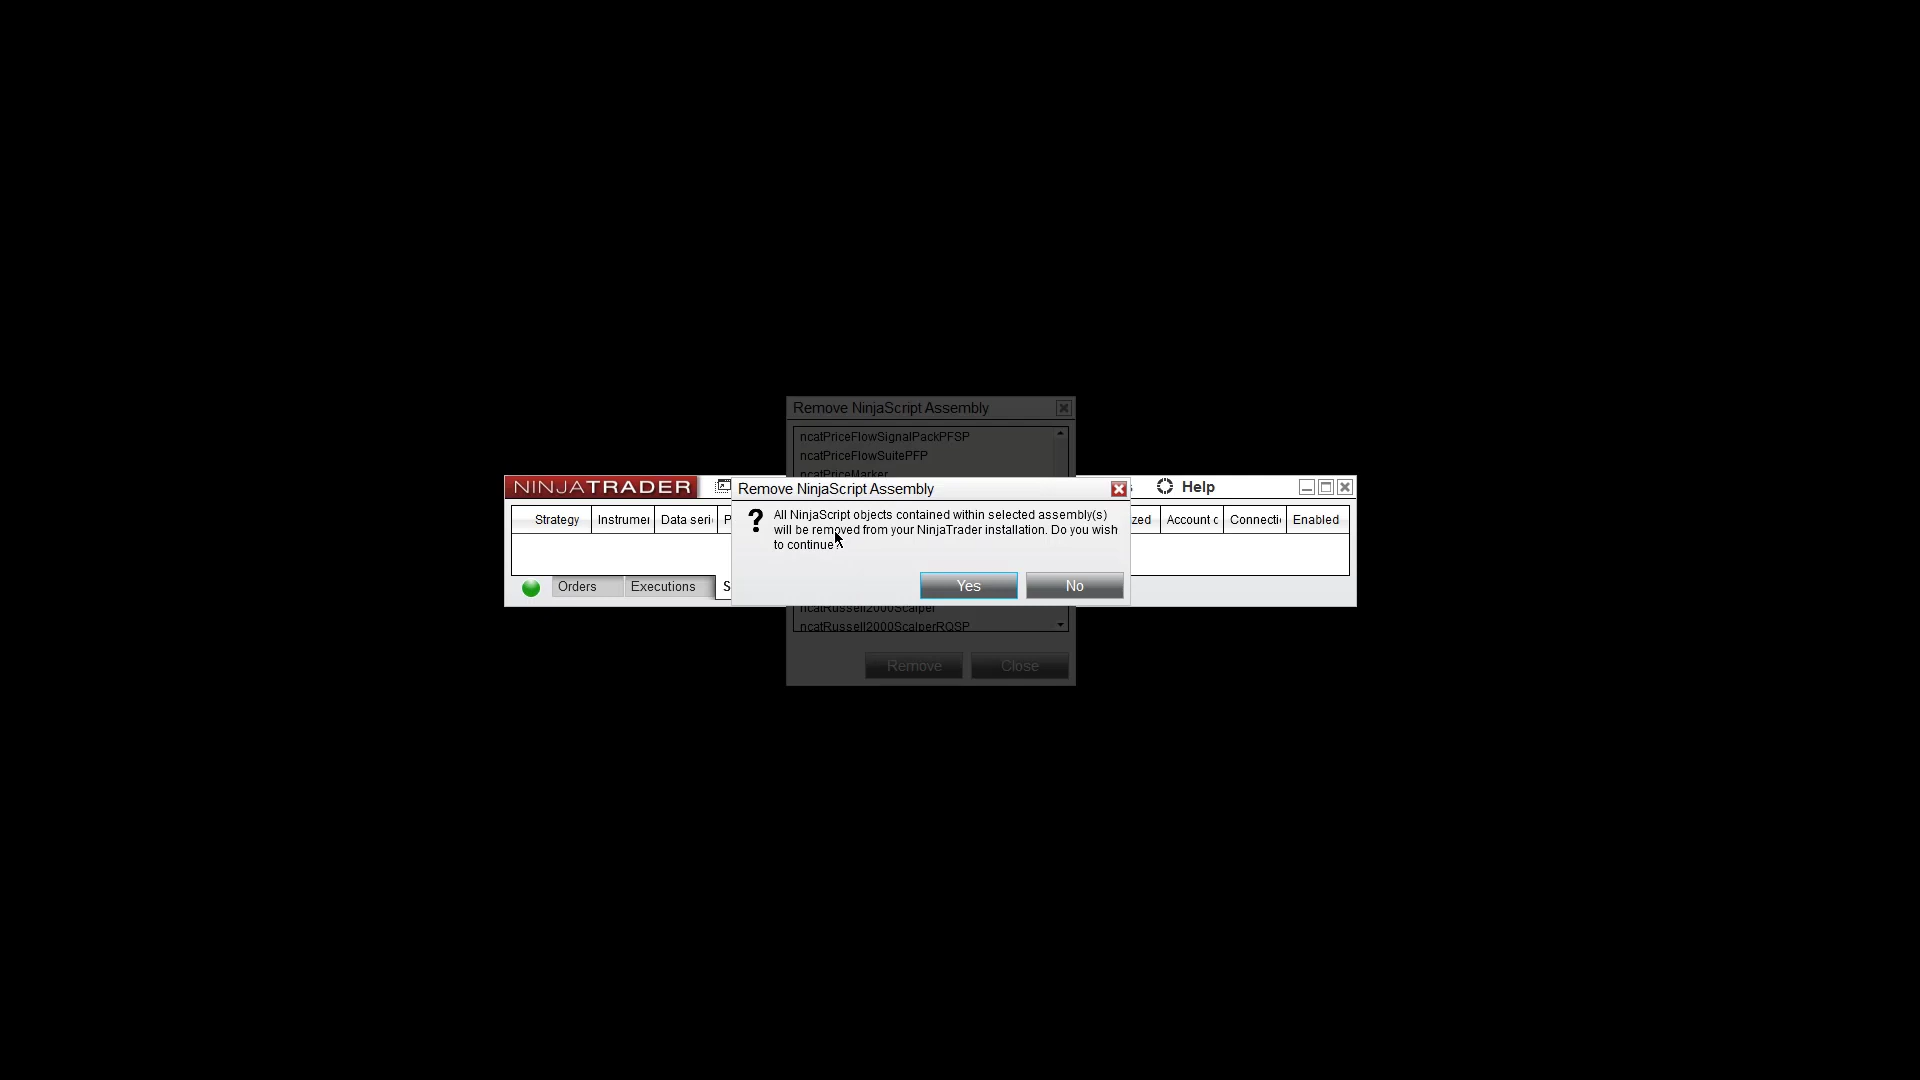 Remove NinjaScript Assembly
ncatPriceFlowSignalPackPFSP
ncatPriceFlowSuitePFP
ncatPriceMarker
NINJATRADER
Help
Remove NinjaScript Assembly
Strategy
Instrumer
Data seri
P
zed
Account c
Connecti
Enabled
? All NinjaScript objects contained within selected assembly(s)
will be removed from your NinjaTrader installation. Do you wish
to continue?
Yes
No
Orders
Executions
S
ncatRussell2000Scalper
ncatRussell2000ScalperRQSP
Remove
Close